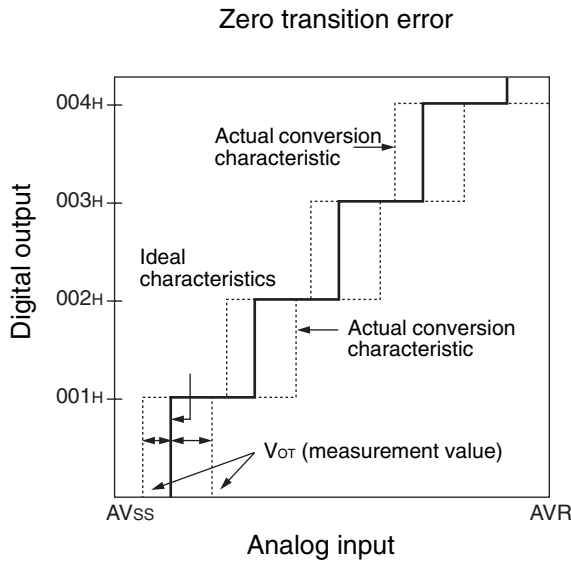 Zero transition error
004H
Actual conversion
characteristic
003H
Ideal
characteristics
002H
Actual conversion
characteristic
001H
VOT (measurement value)
AVSS
AVR
Analog input
Digital output